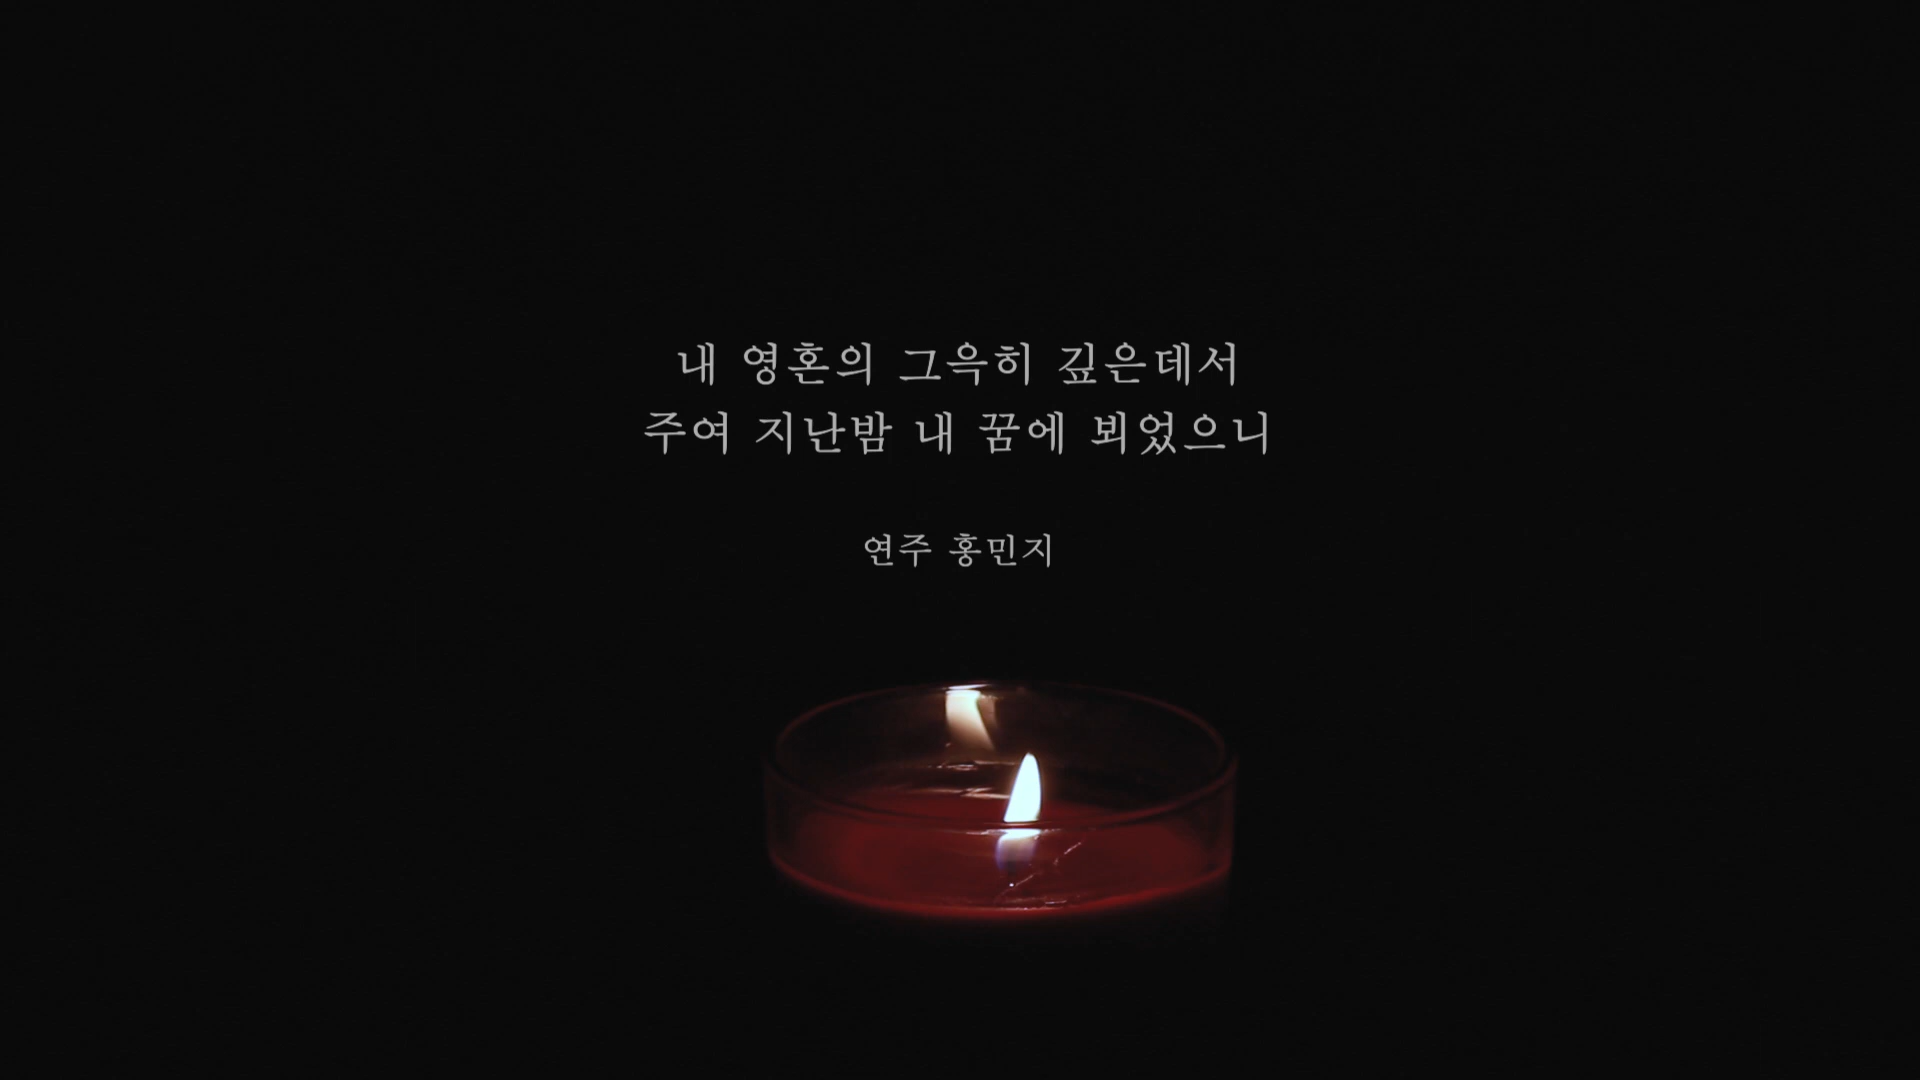 내 영혼의 그윽히 깊은데서
주여 지난밤 내 꿈에 뵈었으니
연주 홍민지